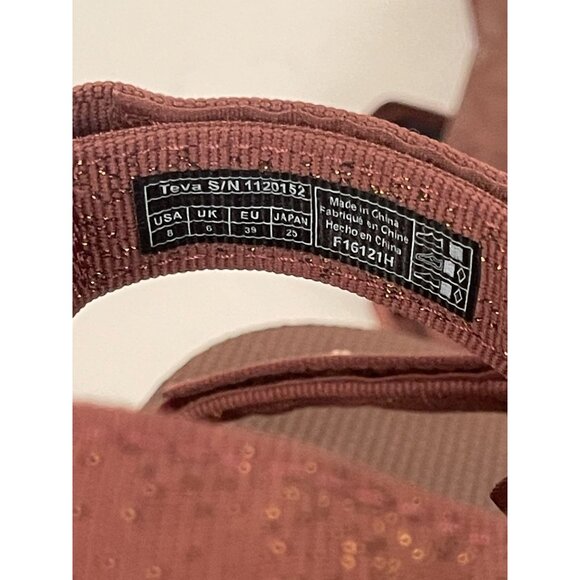 Teva S/N 1120152
USA UK EU JAPAN
8 6 39 25
Made in China
Fabriqué en Chine
Hecho en China
F16121H